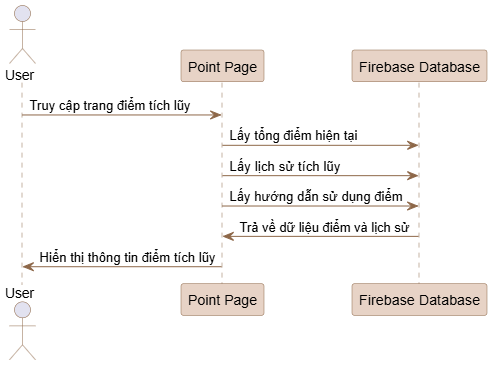 User
Point Page
Firebase Database
Truy cập trang điểm tích lũy
Lấy tổng điểm hiện tại
Lấy lịch sử tích lũy
Lấy hướng dẫn sử dụng điểm
Trả về dữ liệu điểm và lịch sử
Hiển thị thông tin điểm tích lũy
User
Point Page
Firebase Database